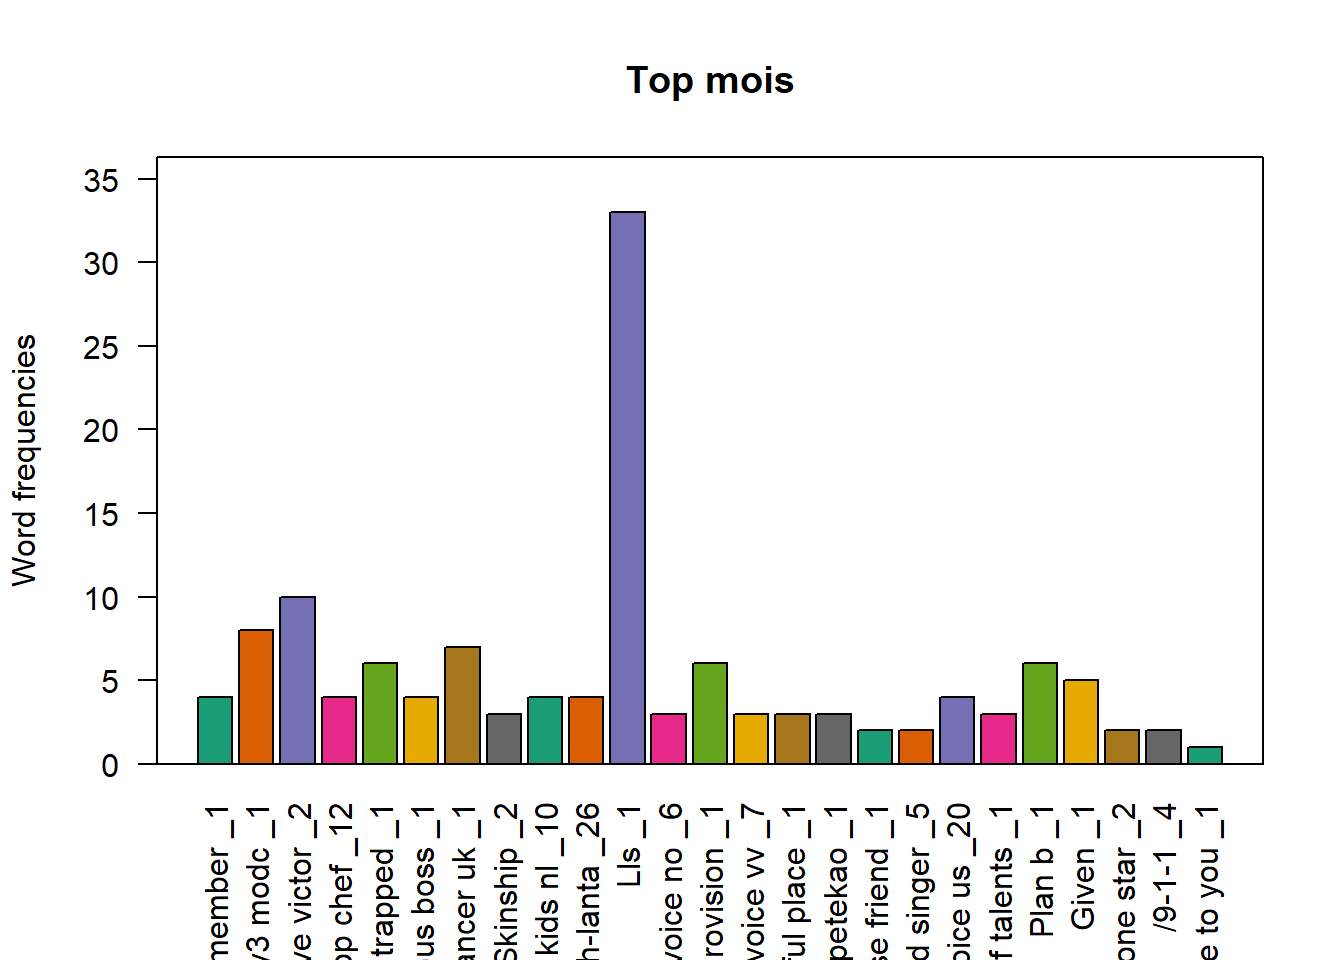 Top mois
Word frequencies
35
30
25
20
15
10
5
0
member _1
v3 modc _1
ve victor _2
op chef _12
trapped _1
ous boss _1
ancer uk _1
Skinship _2
kids nl _10
h-lanta _26
Lls _1
voice no _6
rovision _1
voice vv _7
ful place _1
petekao _1
se friend _1
d singer _5
oice us _20
f talents _1
Plan b _1
Given _1
one star _2
/9-1-1 _4
e to you _1